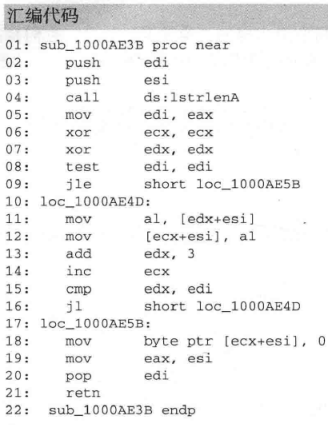 汇编代码
01: sub_1000AE3B proc near
02: push edi
03: push esi
04: call ds:lstrlenA
05: mov edi, eax
06: xor ecx, ecx
07: xor edx, edx
08: test edi, edi
09: jle short loc_1000AE5B
10: loc_1000AE4D:
11: mov al, [edx+esi]
12: mov [ecx+esi], al
13: add edx, 3
14: inc ecx
15: cmp edx, edi
16: jl short loc_1000AE4D
17: loc_1000AE5B:
18: mov byte ptr [ecx+esi], 0
19: mov eax, esi
20: pop edi
21: retn
22: sub_1000AE3B endp